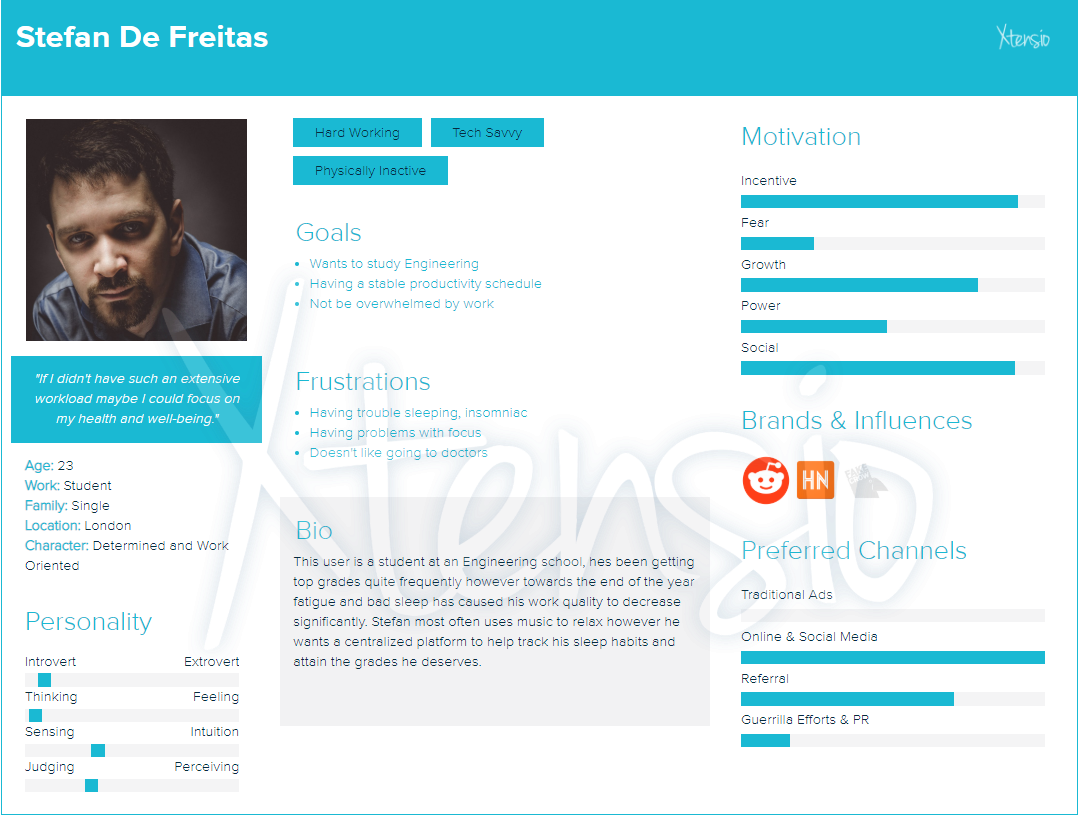 Stefan De Freitas
Xtensio
"If I didn't have such an extensive
workload maybe I could focus on
my health and well-being."
Age: 23
Work: Student
Family: Single
Location: London
Character: Determined and Work
Oriented
Personality
Introvert Extrovert
Thinking Feeling
Sensing Intuition
Judging Perceiving
Hard Working Tech Savvy
Physically Inactive
Goals
Wants to study Engineering
Having a stable productivity schedule
Not be overwhelmed by work
Frustrations
Having trouble sleeping, insomniac
Having problems with focus
Doesn't like going to doctors
Bio
This user is a student at an Engineering school, hes been getting
top grades quite frequently however towards the end of the year
fatigue and bad sleep has caused his work quality to decrease
significantly. Stefan most often uses music to relax however he
wants a centralized platform to help track his sleep habits and
attain the grades he deserves.
Motivation
Incentive
Fear
Growth
Power
Social
Brands & Influences
HN
Preferred Channels
Traditional Ads
Online & Social Media
Referral
Guerrilla Efforts & PR
Xtensio